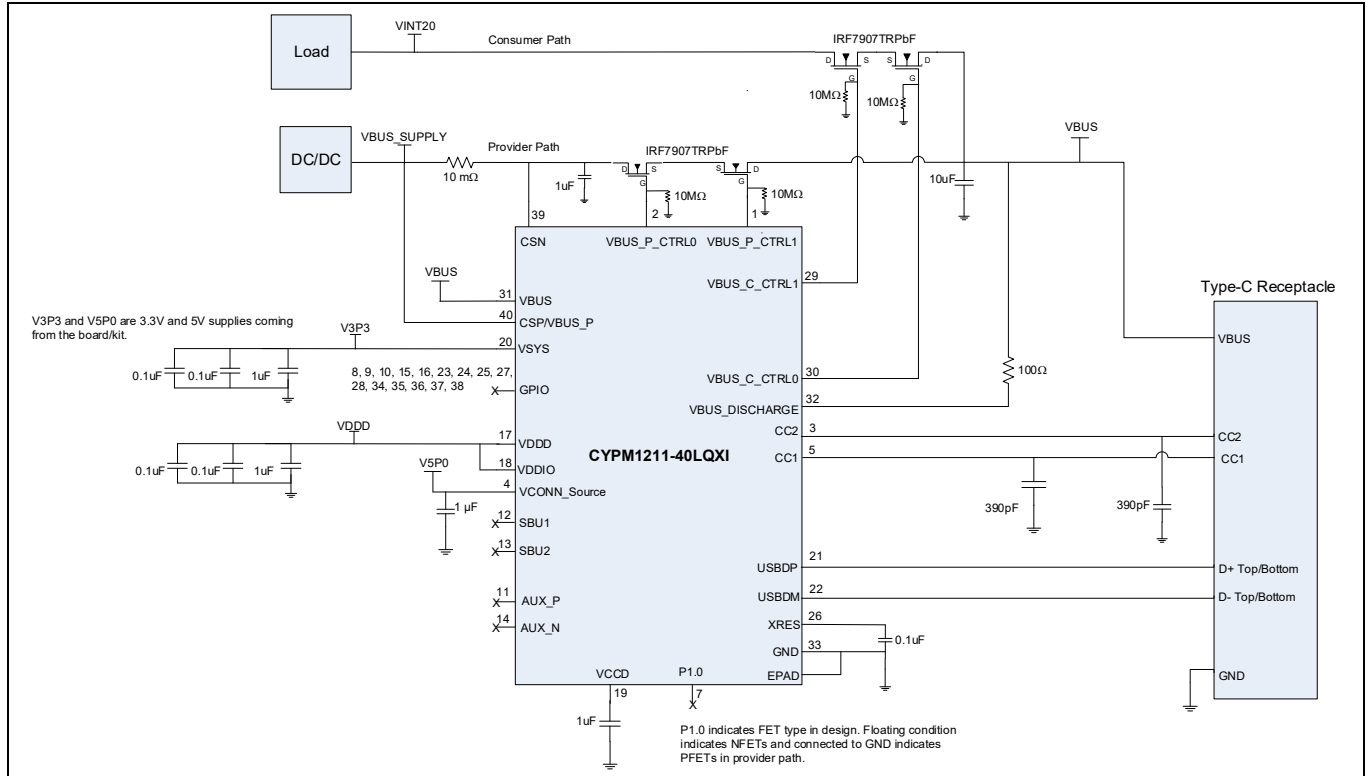 VINT20
Consumer Path
IRF7907TRPbF
Load
D
S
S
D
G
G
10MΩ
10MΩ
VBUS_SUPPLY
Provider Path
IRF7907TRPbF
VBUS
DC/DC
10 mΩ
D
S
S
D
G
G
1uF
10MΩ
10MΩ
10uF
39
2
1
CSN
VBUS_P_CTRL0
VBUS_P_CTRL1
VBUS
31
VBUS
VBUS_C_CTRL1
29
Type-C Receptacle
V3P3 and V5P0 are 3.3V and 5V supplies coming
from the board/kit.
40
CSP/VBUS_P
V3P3
20
VSYS
VBUS
0.1uF
0.1uF
1uF
8, 9, 10, 15, 16, 23, 24, 25, 27,
28, 34, 35, 36, 37, 38
GPIO
VBUS_C_CTRL0
30
100Ω
VBUS_DISCHARGE
32
VDDD
17
VDDD
CC2
3
CC2
CYPM1211-40LQXI
CC1
5
CC1
0.1uF
0.1uF
1uF
18
VDDIO
V5P0
4
VCONN_Source
1 µF
390pF
390pF
12
SBU1
13
SBU2
USBDP
21
D+ Top/Bottom
USBDM
22
D- Top/Bottom
11
AUX_P
14
AUX_N
XRES
26
0.1uF
GND
33
EPAD
GND
VCCD
P1.0
19
7
1uF
P1.0 indicates FET type in design. Floating condition
indicates NFETs and connected to GND indicates
PFETs in provider path.